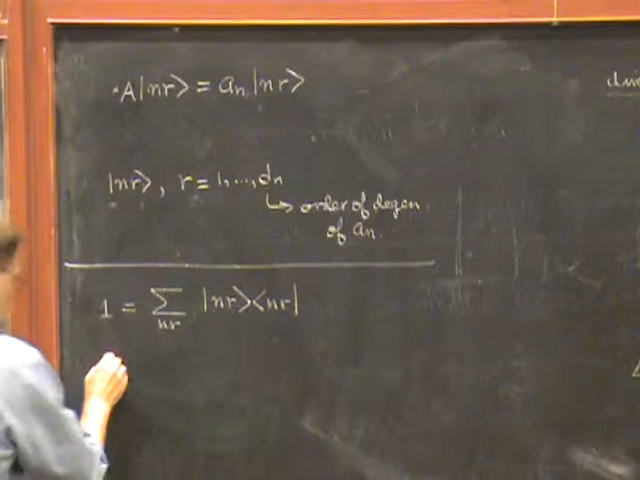 A|nr> = aₙ|nr>
|nr>, r = 1, ..., dₙ
↳ order of degen.
of aₙ.
1 = ∑ₙᵣ |nr><nr|